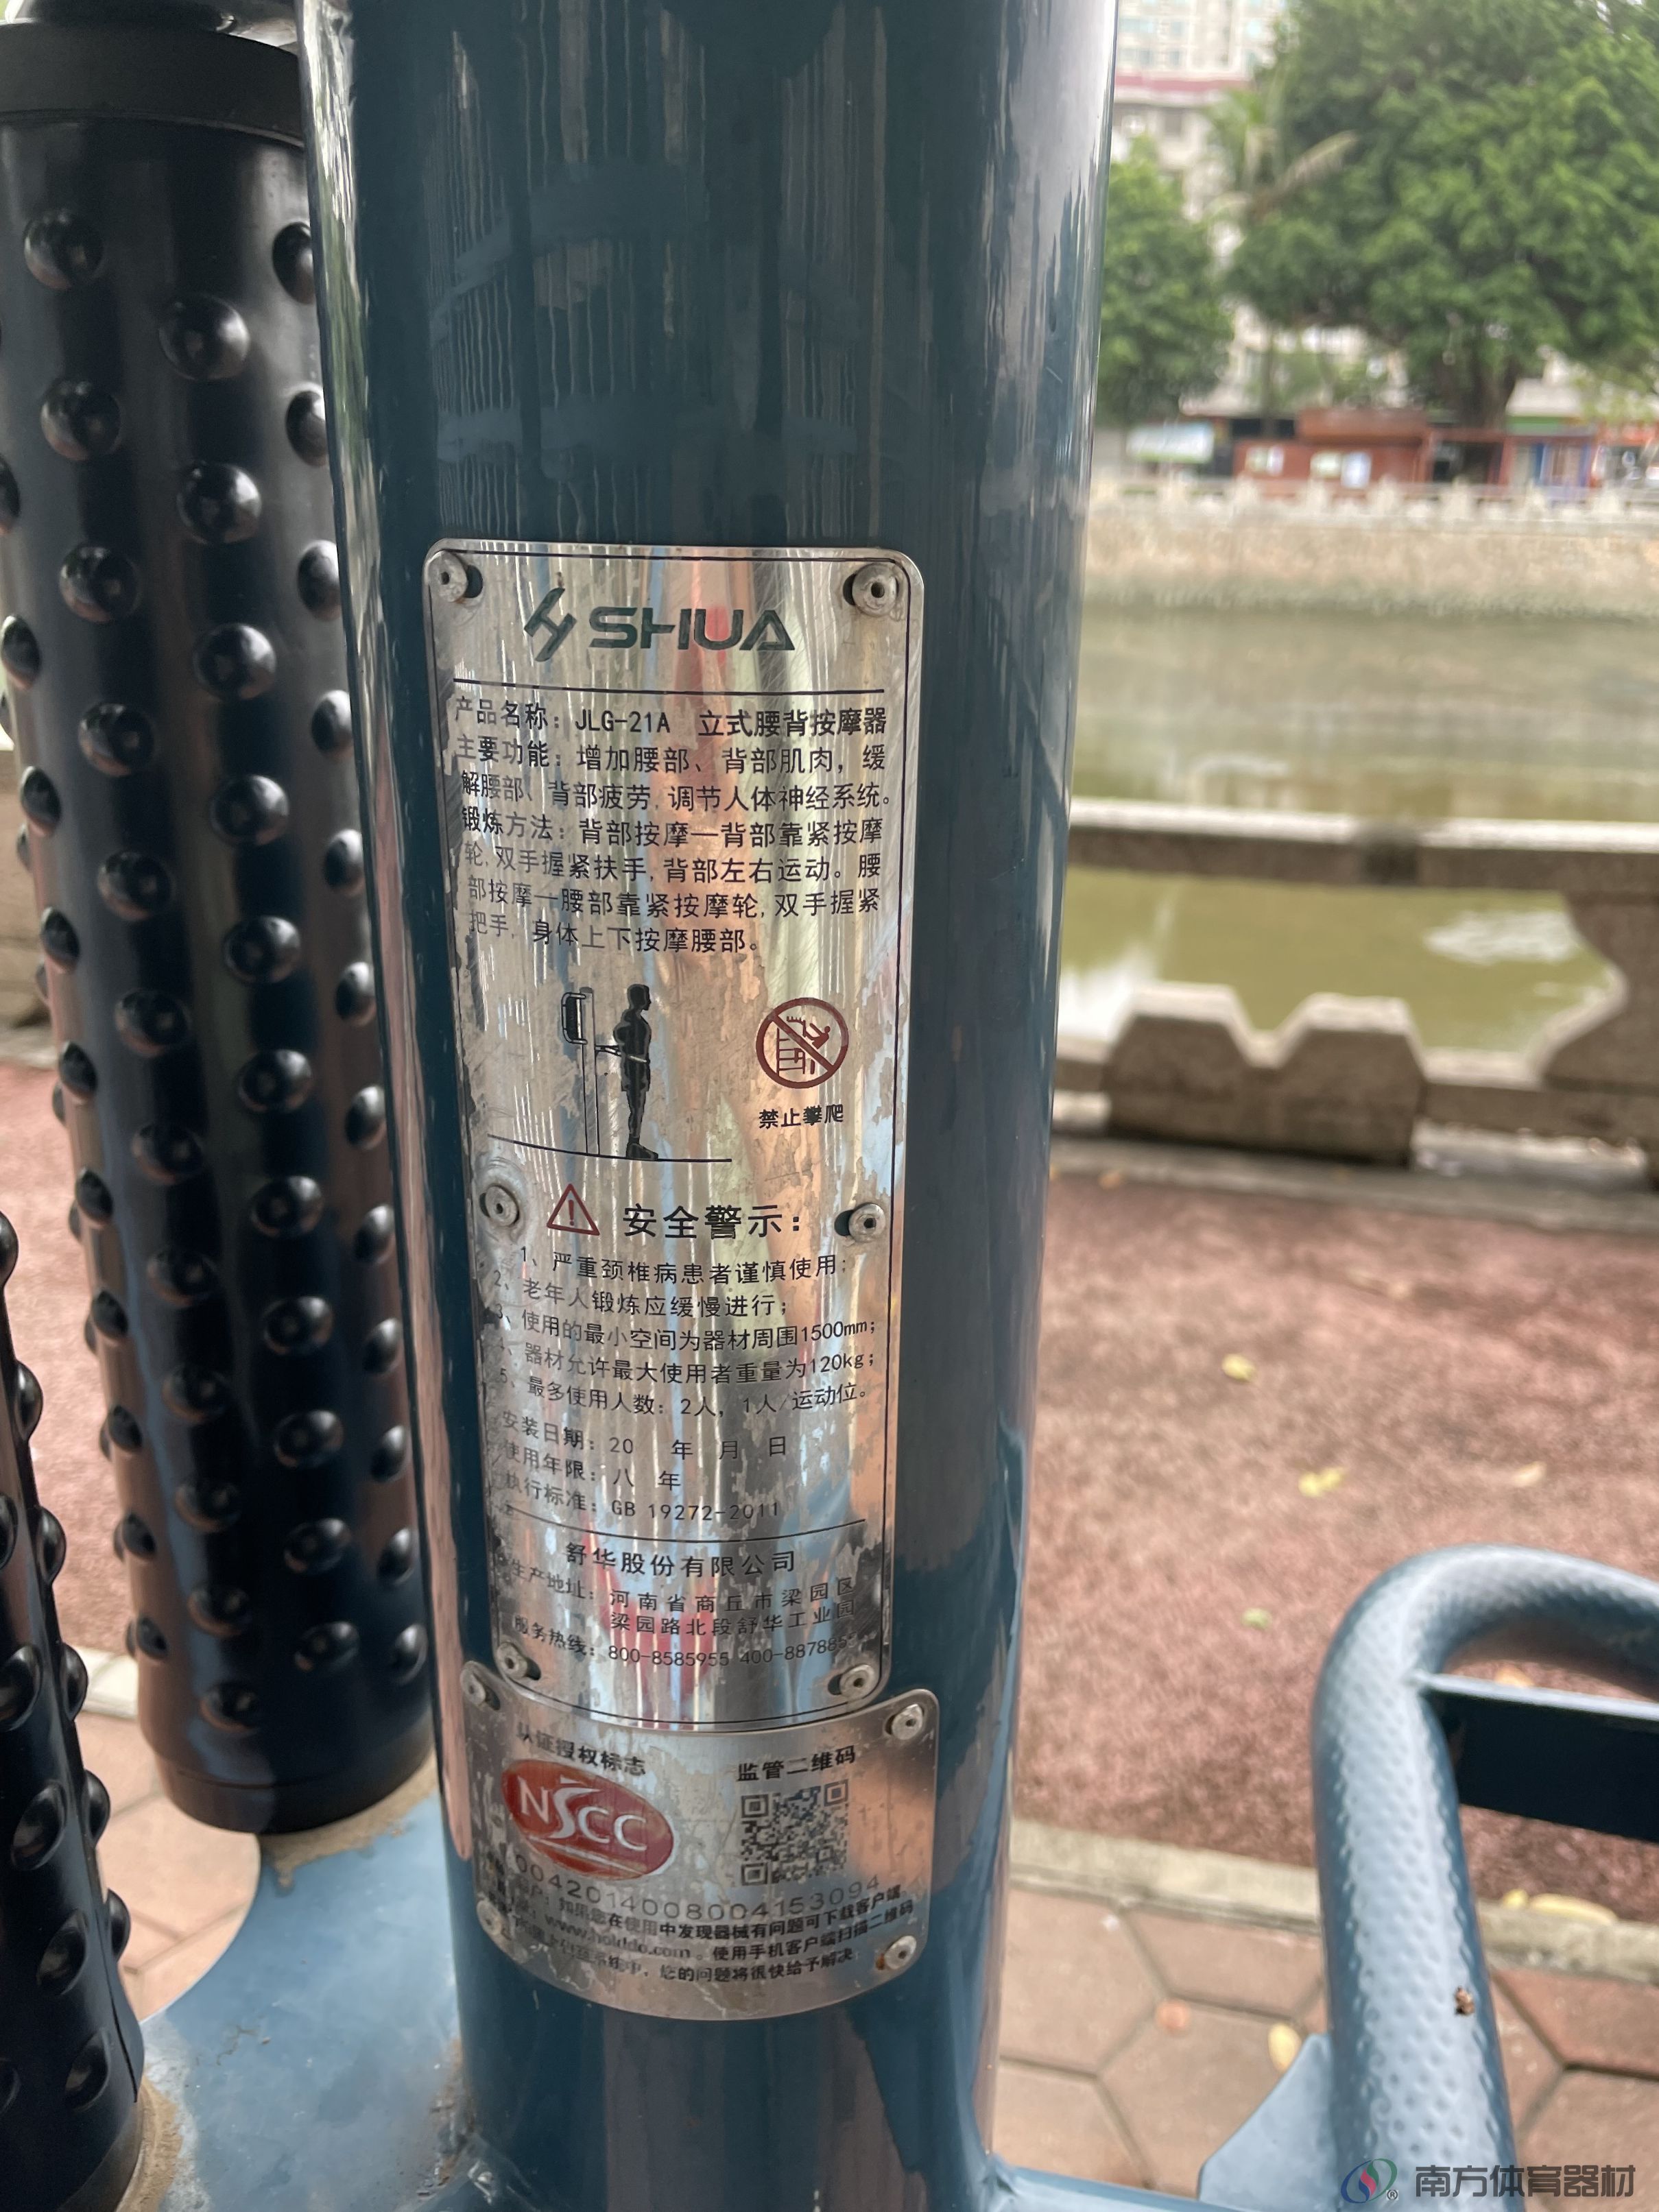 SHUA
产品名称：JLG-21A 立式腰背按摩器
主要功能：增加腰部、背部肌肉，缓
解腰部、背部疲劳,调节人体神经系统。
锻炼方法：背部按摩—背部靠紧按摩
轮,双手握紧扶手,背部左右运动。腰
部按摩—腰部靠紧按摩轮,双手握紧
把手,身体上下按摩腰部。
禁止攀爬
安全警示：
1、严重颈椎病患者谨慎使用；
2、老年人锻炼应缓慢进行；
3、使用的最小空间为器材周围1500mm；
4、器材允许最大使用者重量为120kg；
5、最多使用人数：2人，1人/运动位。
安装日期：20 年 月 日
使用年限：八 年
执行标准：GB 19272-2011
舒华股份有限公司
生产地址：河南省商丘市梁园区
梁园路北段舒华工业园
服务热线：800-8585955 400-88788
认证授权标志
监管二维码
NSCC
0042014008004153094
：如果您在使用中发现器械有问题可下载客户端
：www. 。使用手机客户端扫描二维码
中，您的问题将很快给予解决
南方体育器材